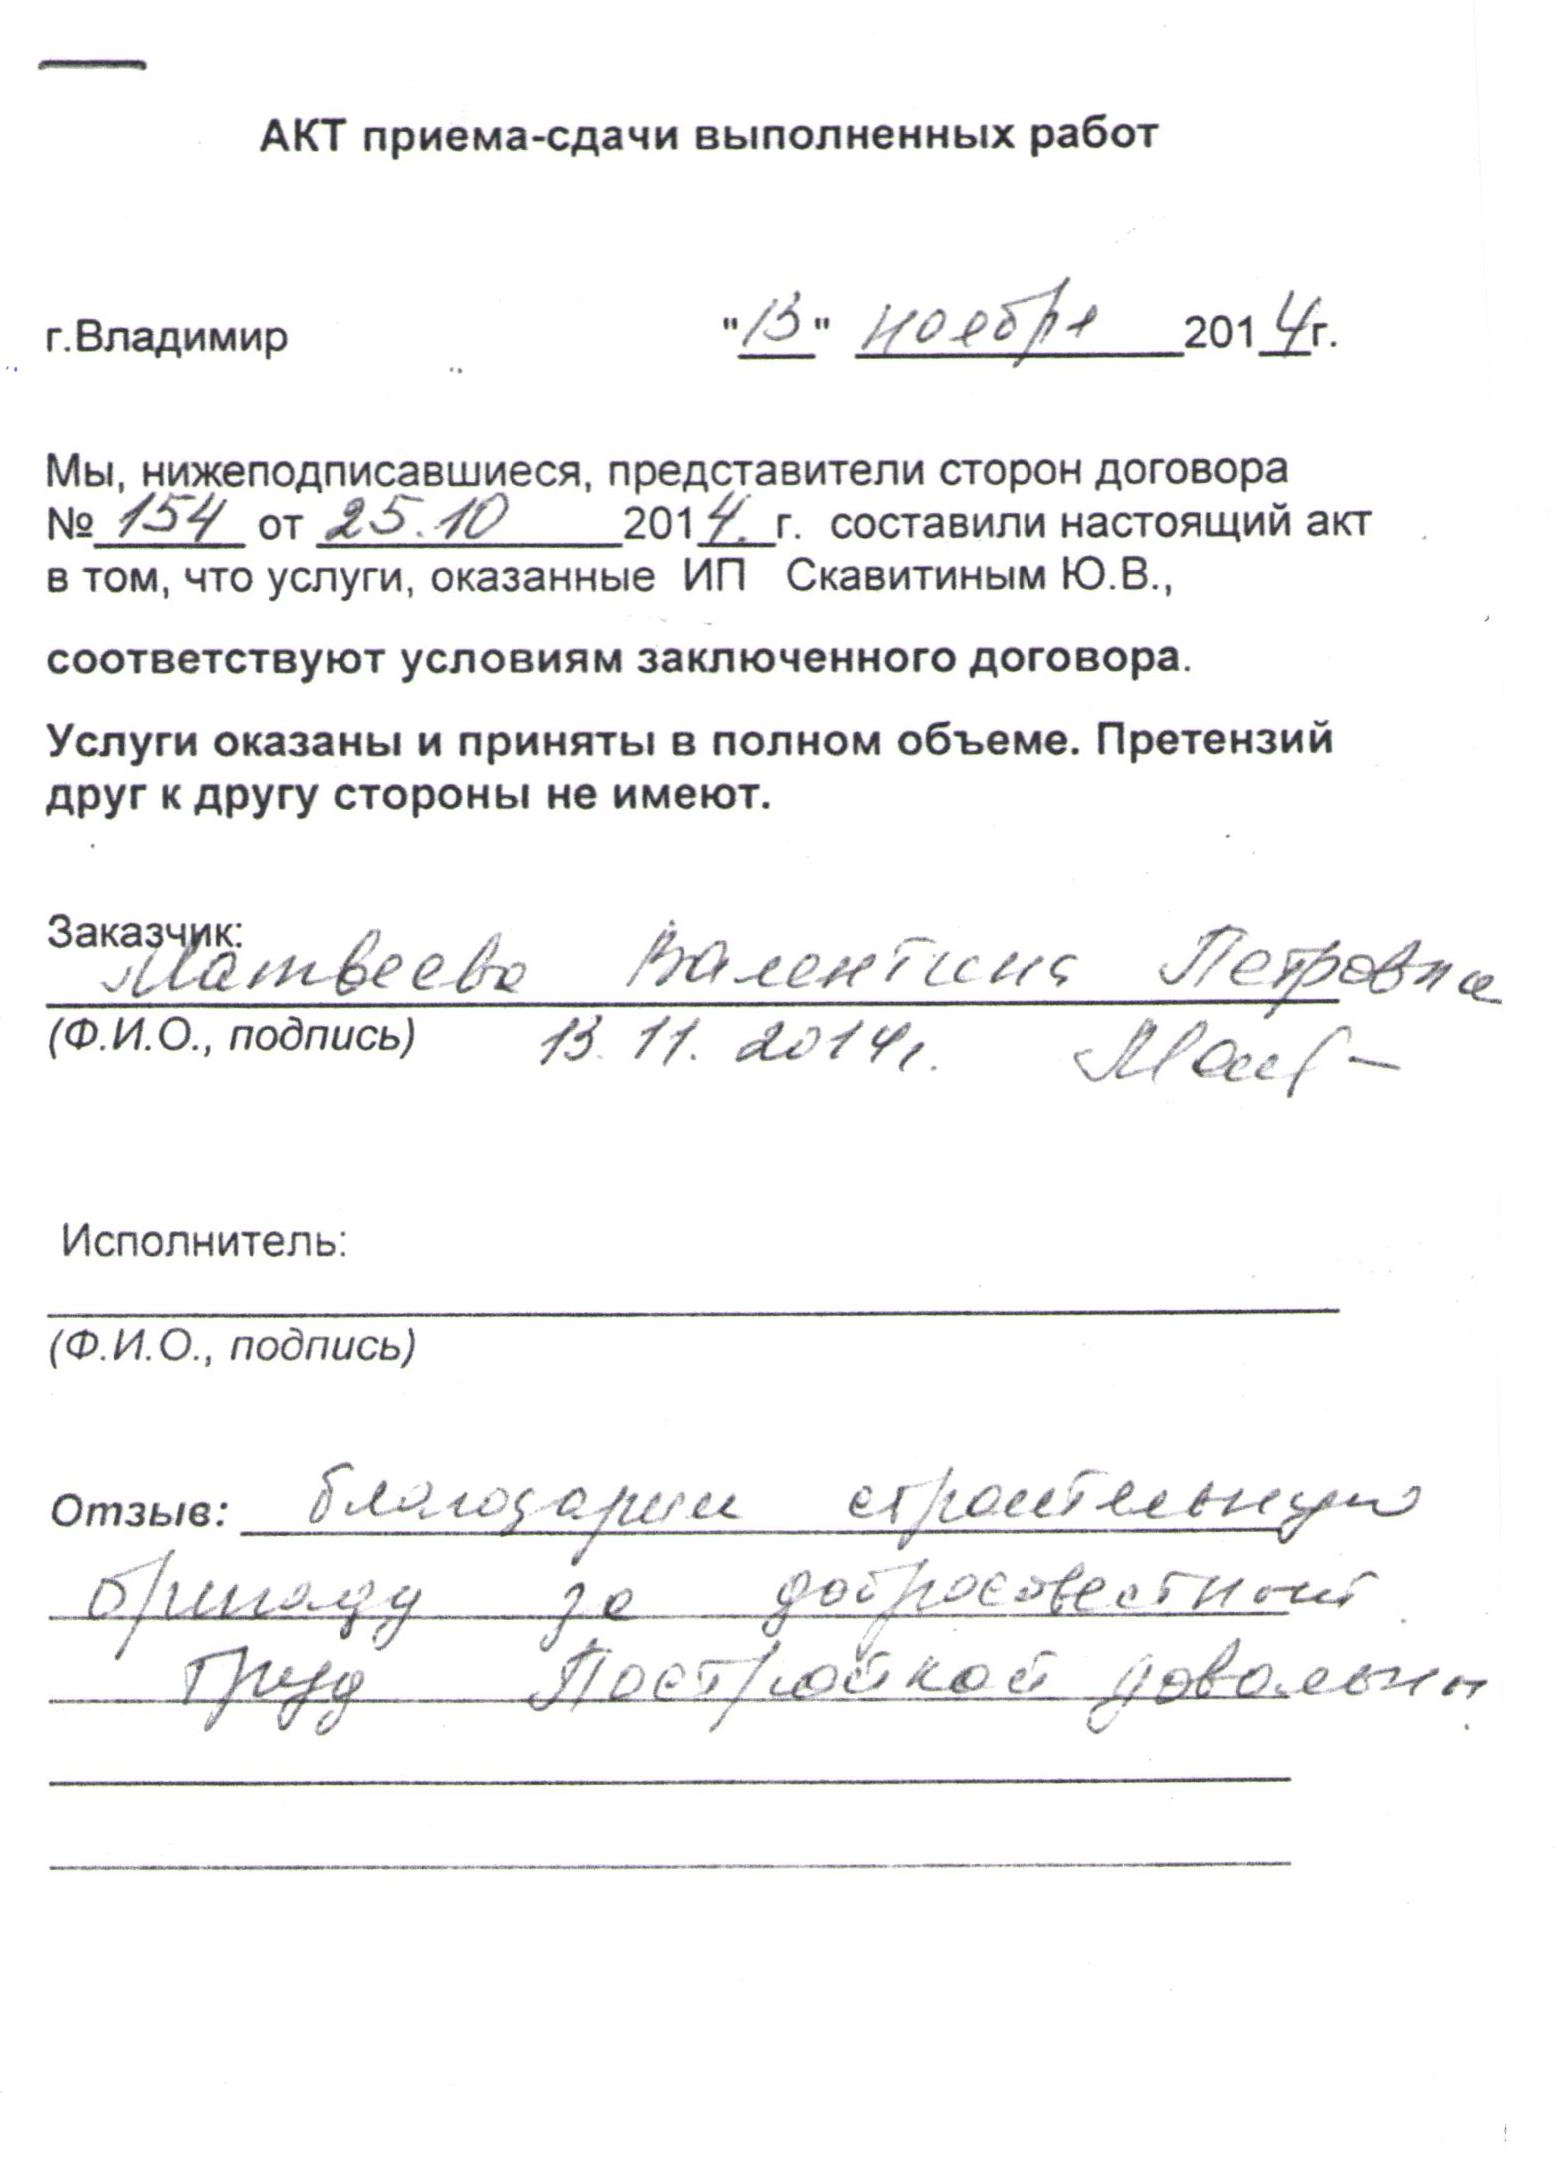 АКТ приема-сдачи выполненных работ
г.Владимир "13" ноября 2014г.
Мы, нижеподписавшиеся, представители сторон договора
№ 154 от 25.10 2014. г. составили настоящий акт
в том, что услуги, оказанные ИП Скавитиным Ю.В.,
соответствуют условиям заключенного договора.
Услуги оказаны и приняты в полном объеме. Претензий
друг к другу стороны не имеют.
Заказчик:
Матвеева Валентина Петровна
(Ф.И.О., подпись) 13.11.2014г.
Исполнитель:
(Ф.И.О., подпись)
Отзыв: благодарим строительную
бригаду за добросовестный
труд Постройкой довольны